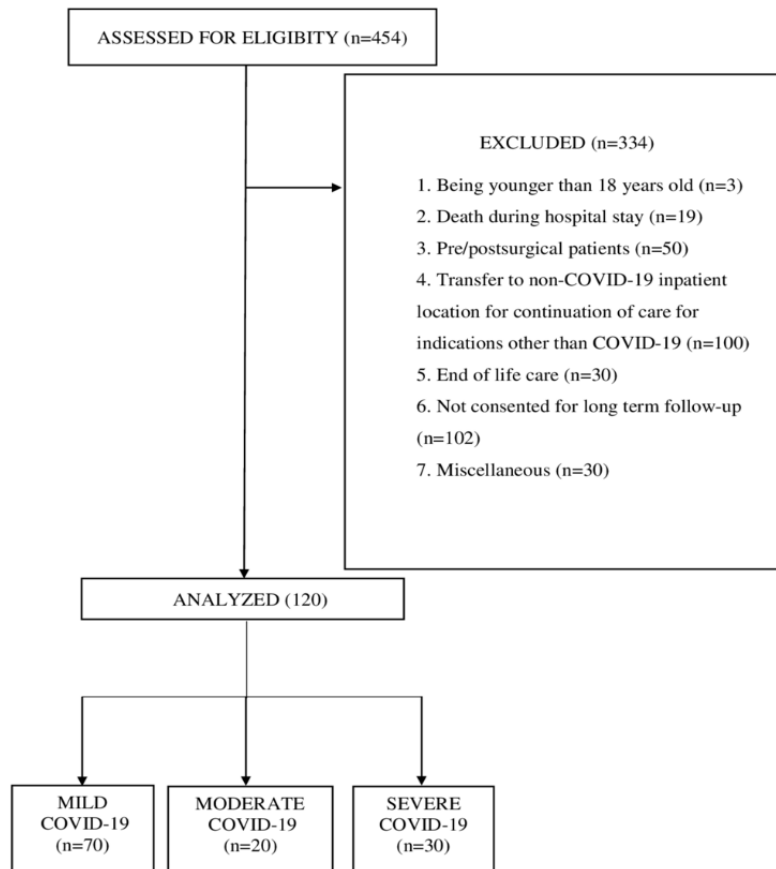 ASSESSED FOR ELIGIBITY (n=454)
EXCLUDED (n=334)
1. Being younger than 18 years old (n=3)
2. Death during hospital stay (n=19)
3. Pre/postsurgical patients (n=50)
4. Transfer to non-COVID-19 inpatient
location for continuation of care for
indications other than COVID-19 (n=100)
5. End of life care (n=30)
6. Not consented for long term follow-up
(n=102)
7. Miscellaneous (n=30)
ANALYZED (120)
MILD
COVID-19
(n=70)
MODERATE
COVID-19
(n=20)
SEVERE
COVID-19
(n=30)